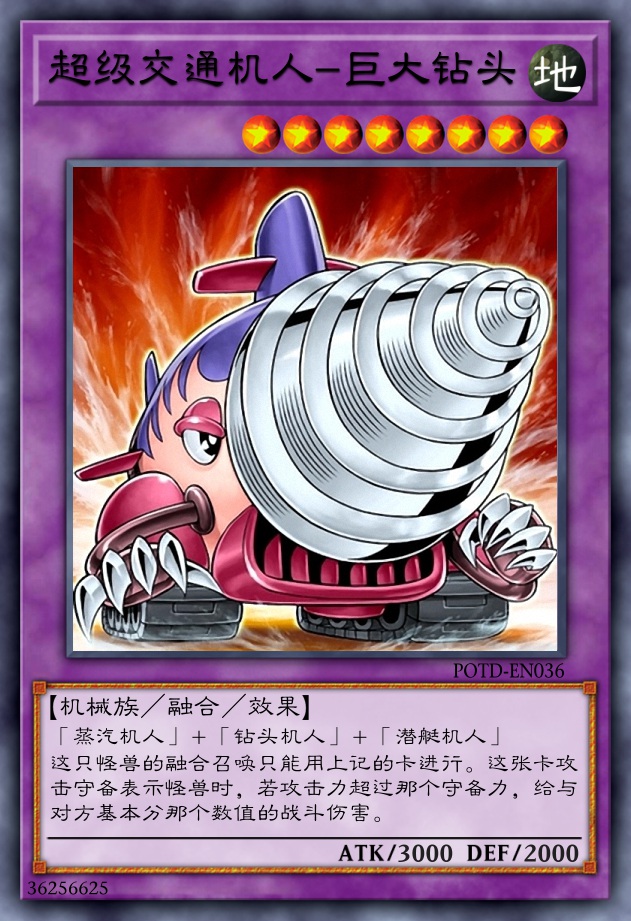 超级交通机人-巨大钻头
地
POTD-EN036
【机械族／融合／效果】
「蒸汽机人」+「钻头机人」+「潜艇机人」
这只怪兽的融合召唤只能用上记的卡进行。这张卡攻
击守备表示怪兽时，若攻击力超过那个守备力，给与
对方基本分那个数值的战斗伤害。
ATK/3000 DEF/2000
36256625